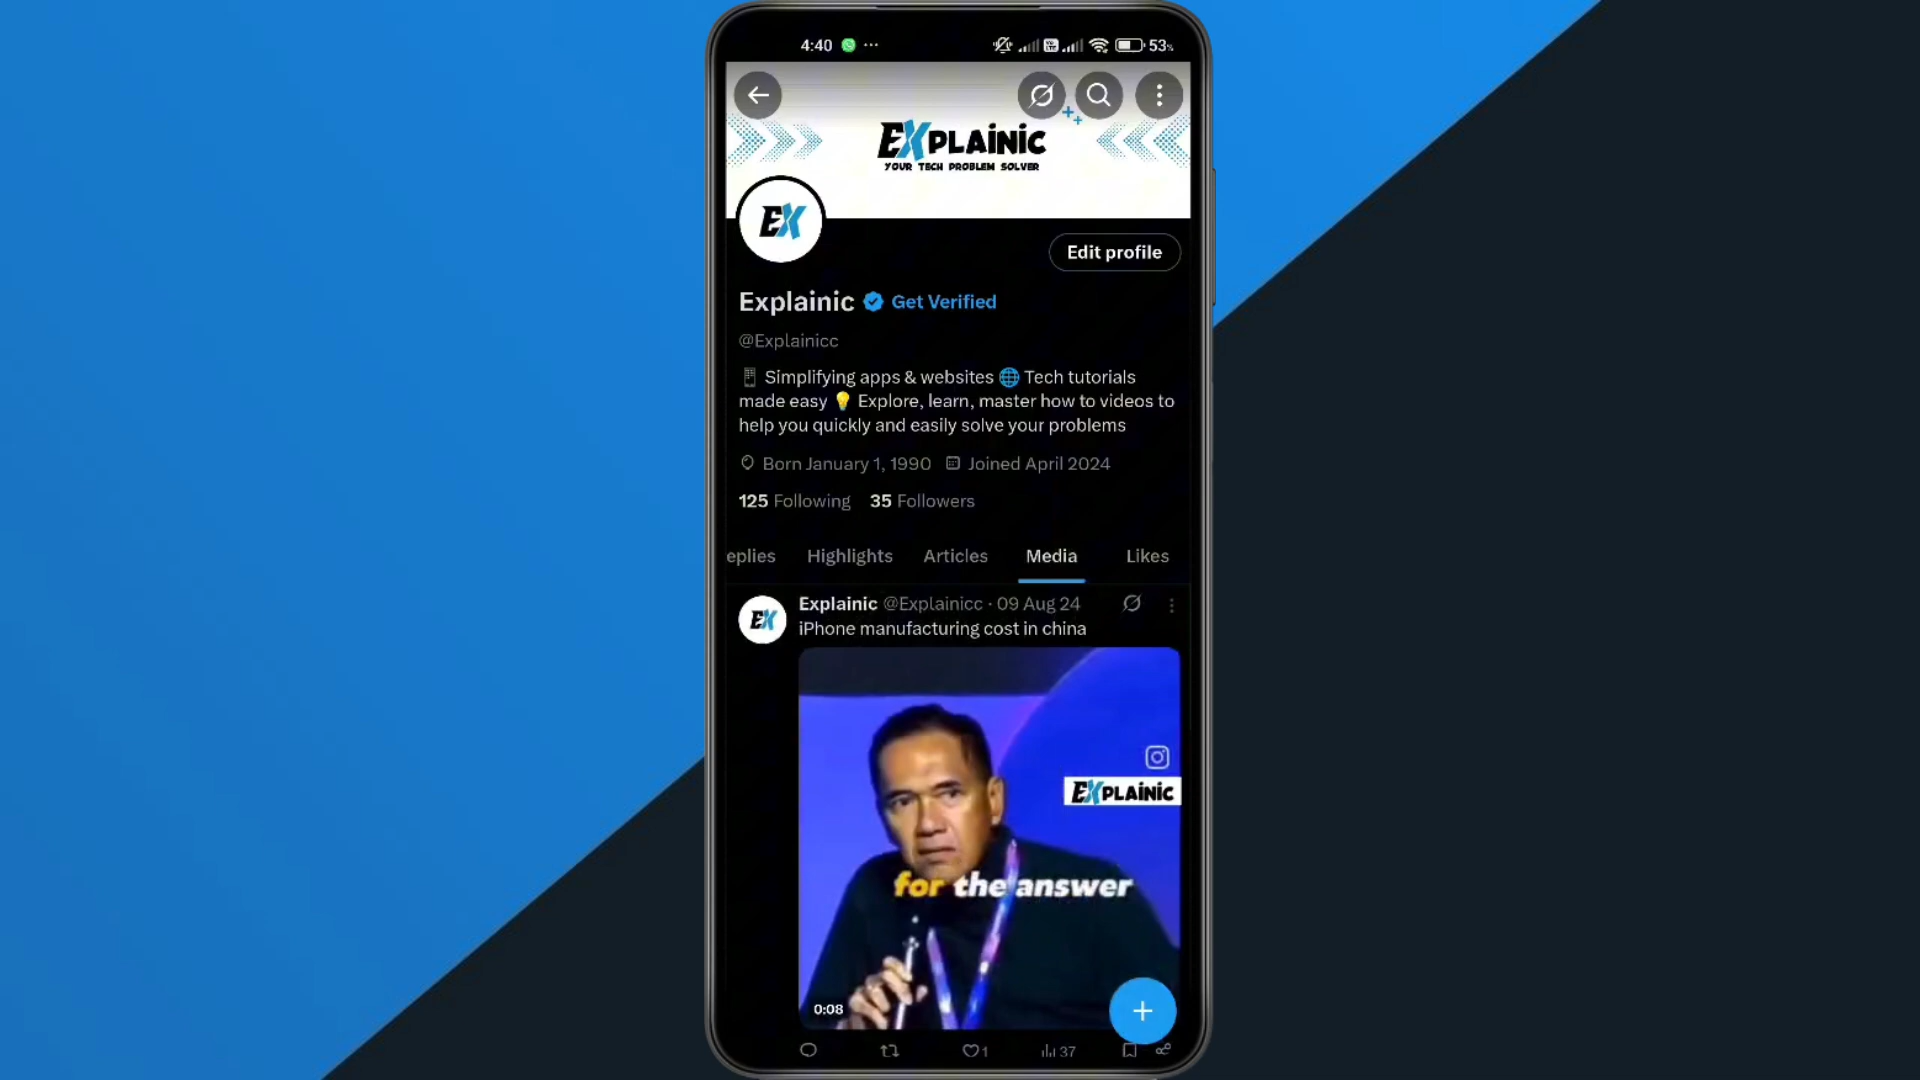 4:40 53%
EXPLAINIC
YOUR TECH PROBLEM SOLVER
EX
Edit profile
Explainic Get Verified
@Explainicc
Simplifying apps & websites Tech tutorials
made easy Explore, learn, master how to videos to
help you quickly and easily solve your problems
Born January 1, 1990 Joined April 2024
125 Following 35 Followers
eplies Highlights Articles Media Likes
EX
Explainic @Explainicc · 09 Aug 24
iPhone manufacturing cost in china
EXPLAINIC
for the answer
0:08
1 37